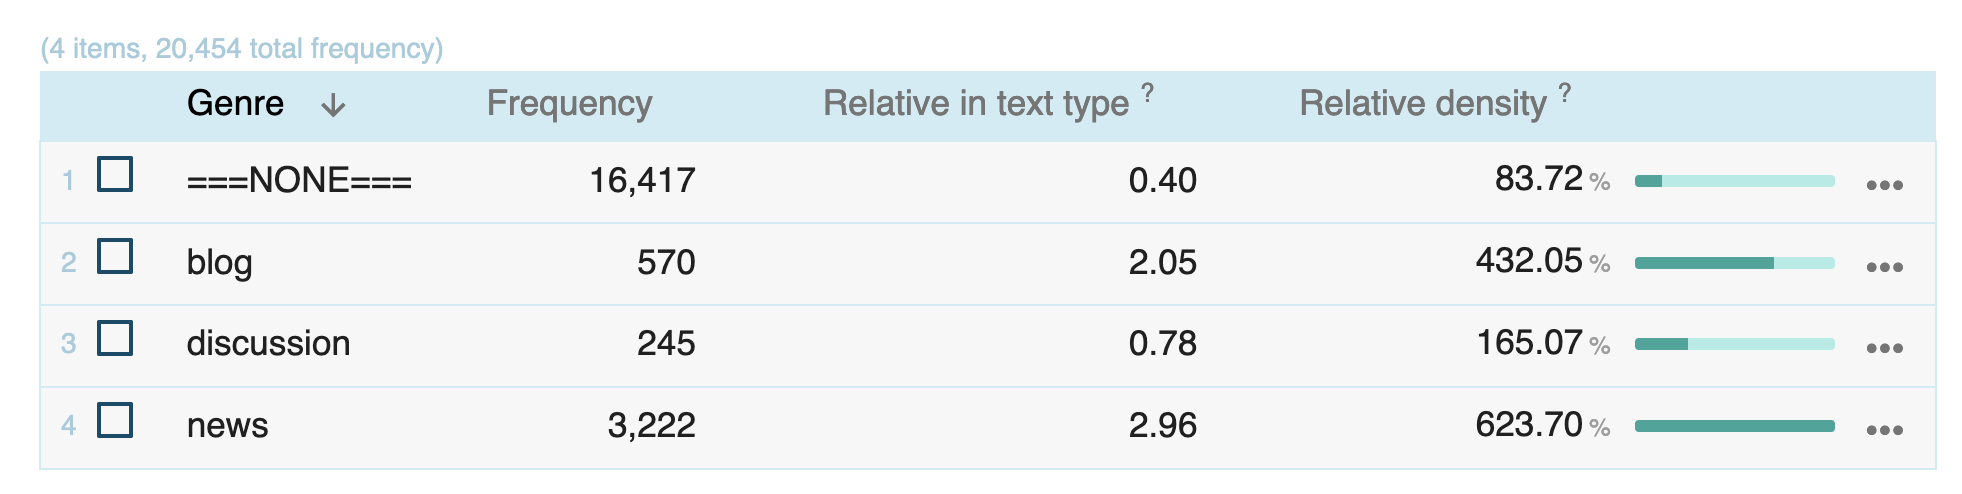 (4 items, 20,454 total frequency)
Genre ↓ Frequency Relative in text type ? Relative density ?
1 ===NONE=== 16,417 0.40 83.72 % •••
2 blog 570 2.05 432.05 % •••
3 discussion 245 0.78 165.07 % •••
4 news 3,222 2.96 623.70 % •••